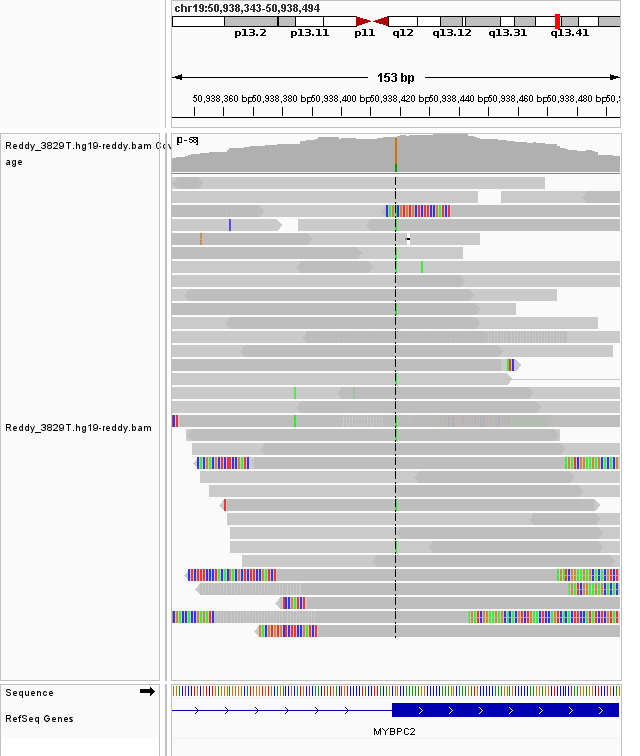 chr19:50,938,343-50,938,494
p13.2 p13.11 p11 q12 q13.12 q13.31 q13.41
153 bp
50,938,360 bp 50,938,380 bp 50,938,400 bp 50,938,420 bp 50,938,440 bp 50,938,460 bp 50,938,480 bp
Reddy_3829T.hg19-reddy.bam Cov
age
Reddy_3829T.hg19-reddy.bam
Sequence
RefSeq Genes
MYBPC2